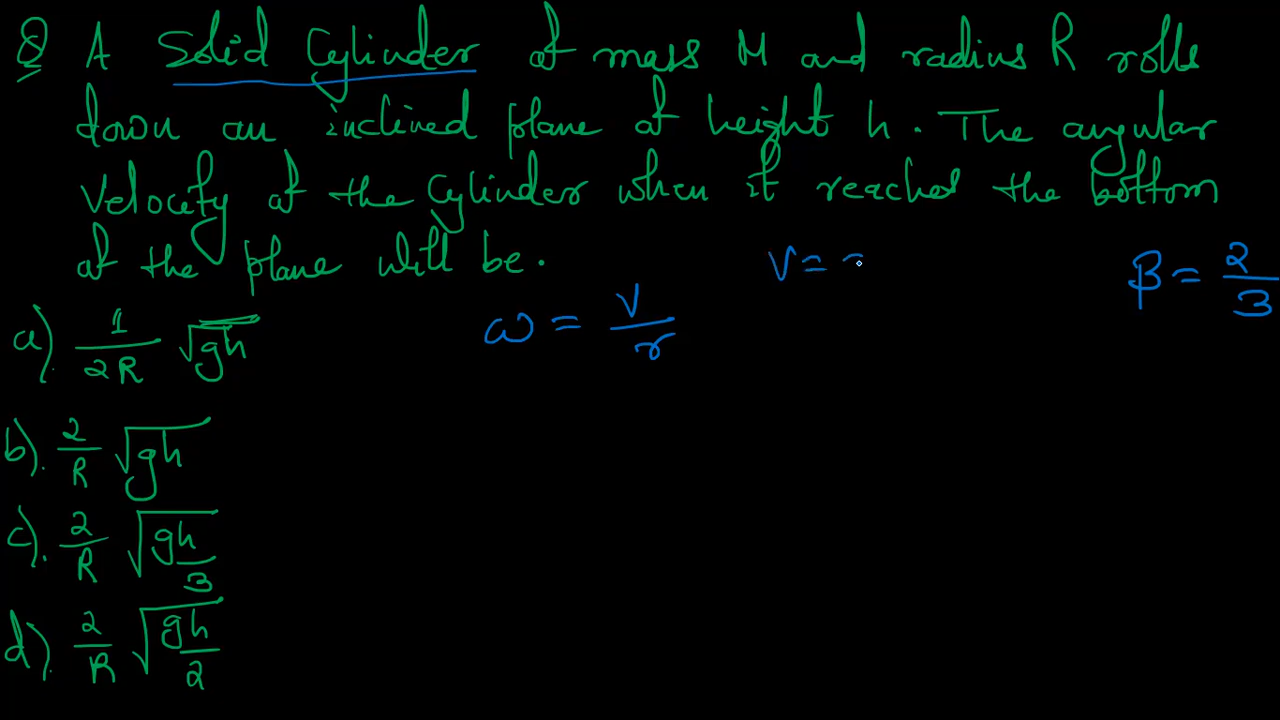 Q A Solid Cylinder of mass M and radius R rolls
down an inclined plane of height h. The angular
Velocity of the Cylinder when it reached the bottom
of the plane will be.
V =
β = 2/3
ω = V/r
a). 1/2R √gh
b). 2/R √gh
c). 2/R √gh/3
d). 2/R √gh/2